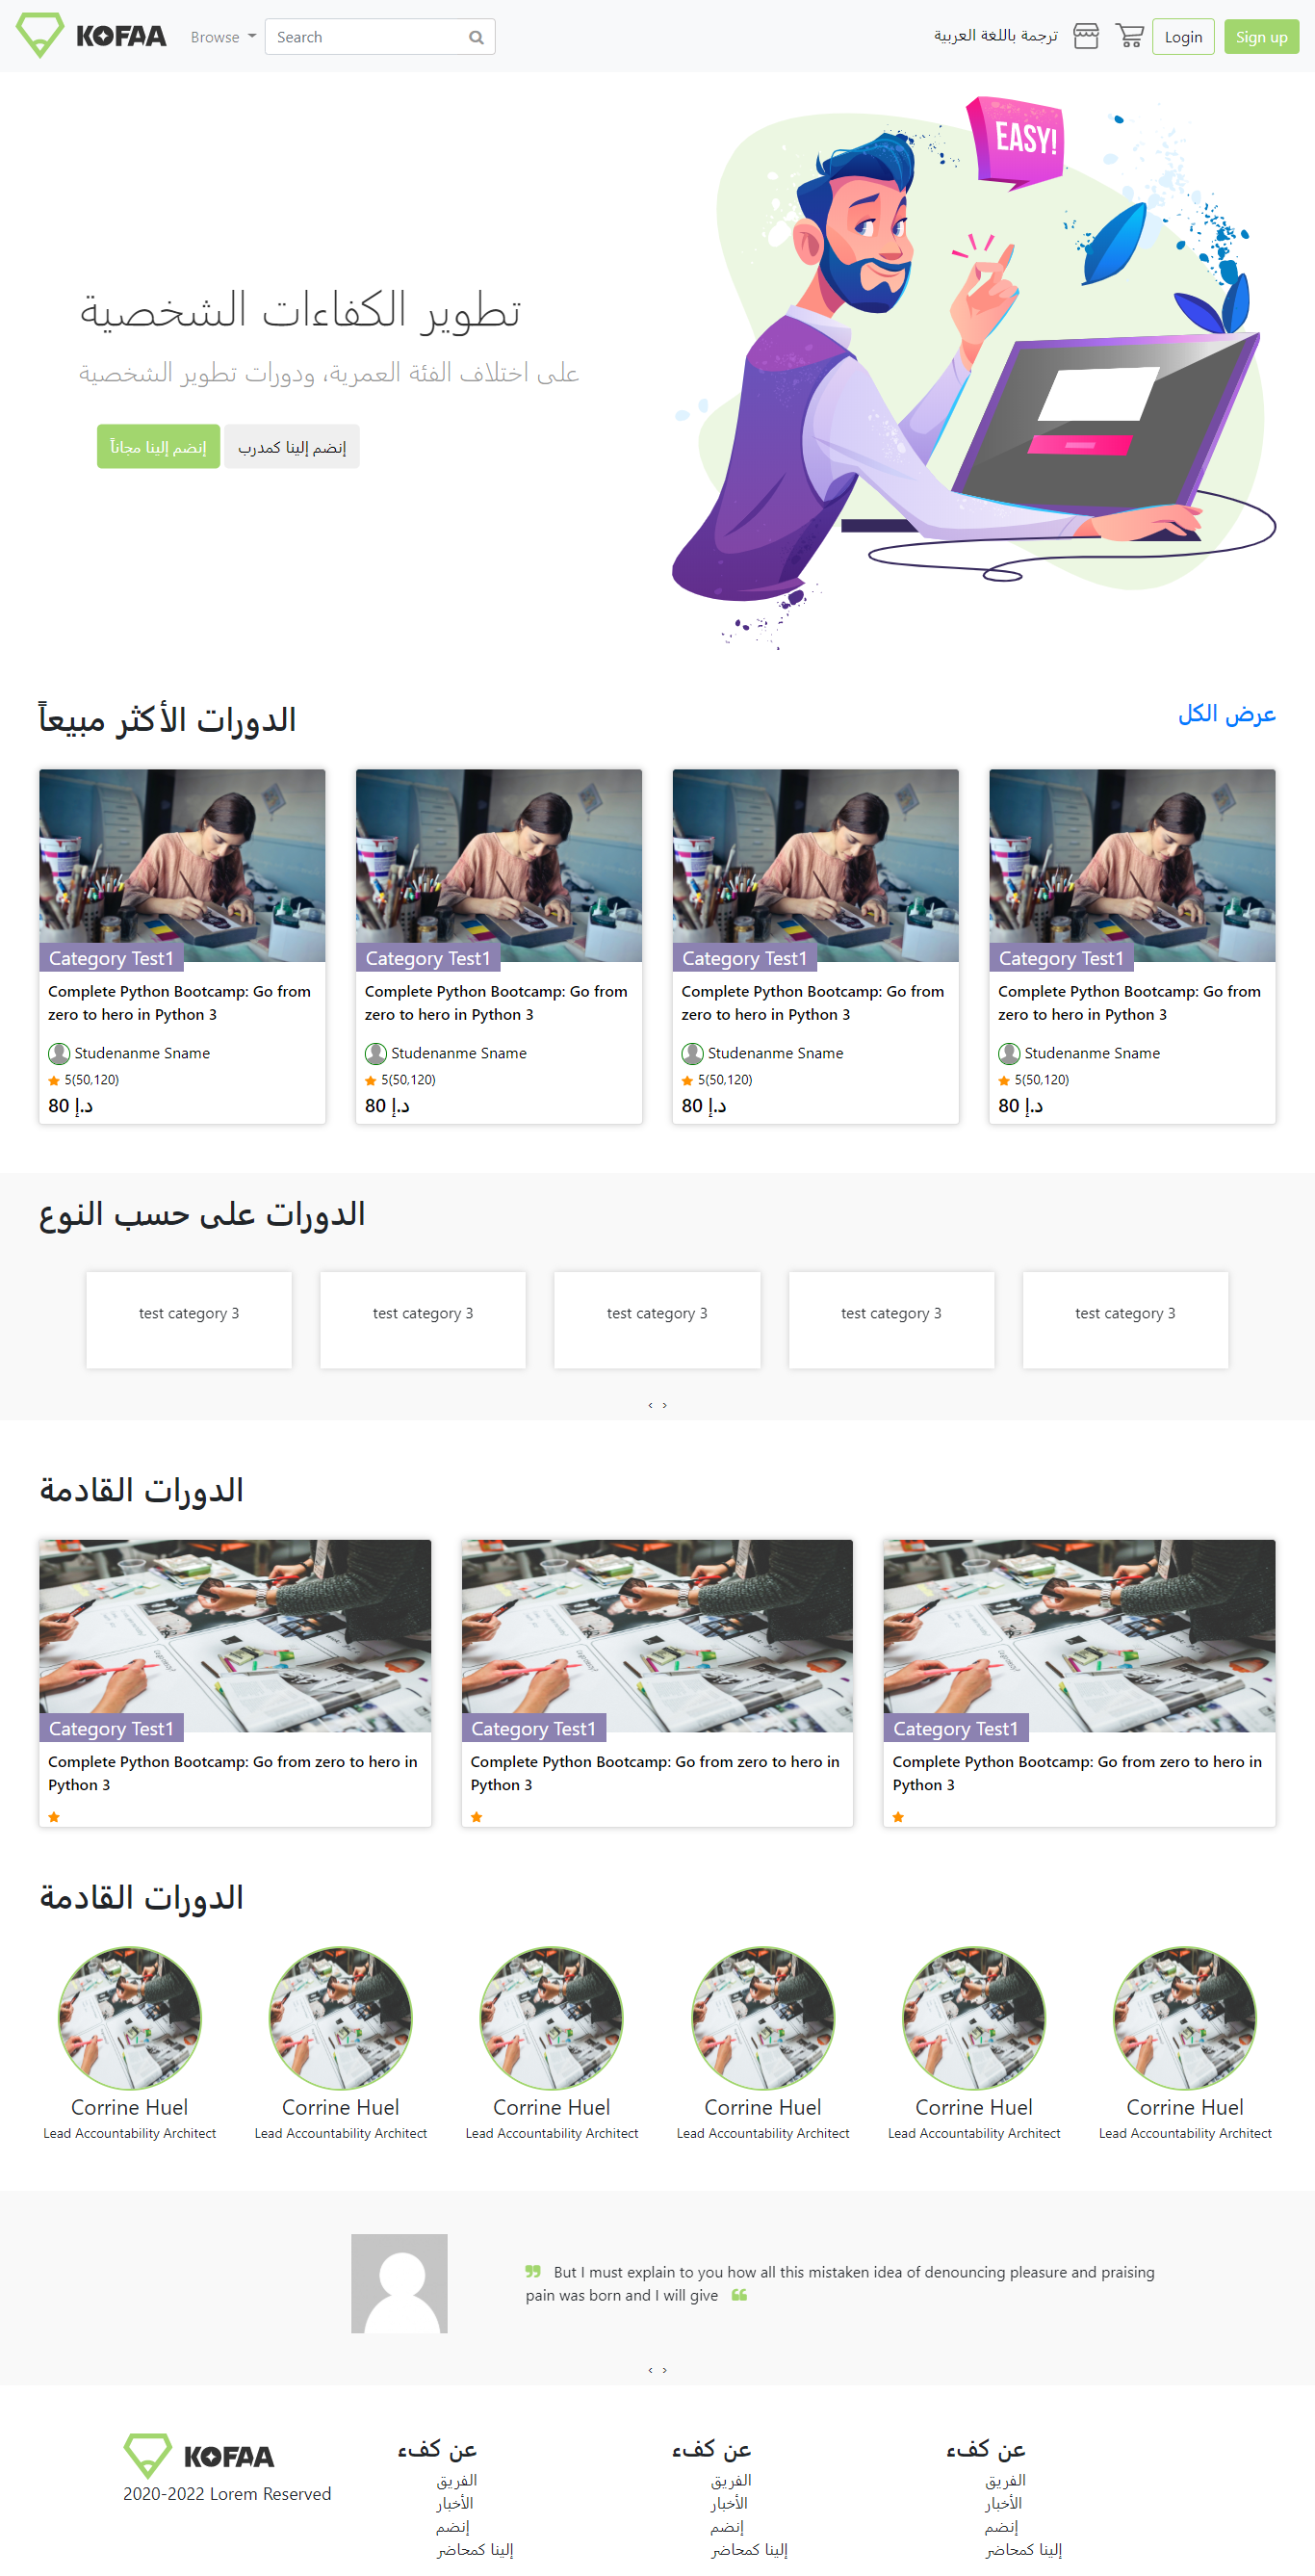 KOFAA
Browse
Search
ترجمة باللغة العربية
Login
Sign up
EASY!
تطوير الكفاءات الشخصية
على اختلاف الفئة العمرية، ودورات تطوير الشخصية
إنضم إلينا مجاناً
إنضم إلينا كمدرب
الدورات الأكثر مبيعاً
عرض الكل
Category Test1
Complete Python Bootcamp: Go from
zero to hero in Python 3
Studenanme Sname
5(50,120)
80 د.إ
Category Test1
Complete Python Bootcamp: Go from
zero to hero in Python 3
Studenanme Sname
5(50,120)
80 د.إ
Category Test1
Complete Python Bootcamp: Go from
zero to hero in Python 3
Studenanme Sname
5(50,120)
80 د.إ
Category Test1
Complete Python Bootcamp: Go from
zero to hero in Python 3
Studenanme Sname
5(50,120)
80 د.إ
الدورات على حسب النوع
test category 3
test category 3
test category 3
test category 3
test category 3
‹ ›
الدورات القادمة
Category Test1
Complete Python Bootcamp: Go from zero to hero in
Python 3
Category Test1
Complete Python Bootcamp: Go from zero to hero in
Python 3
Category Test1
Complete Python Bootcamp: Go from zero to hero in
Python 3
الدورات القادمة
Corrine Huel
Lead Accountability Architect
Corrine Huel
Lead Accountability Architect
Corrine Huel
Lead Accountability Architect
Corrine Huel
Lead Accountability Architect
Corrine Huel
Lead Accountability Architect
Corrine Huel
Lead Accountability Architect
” But I must explain to you how all this mistaken idea of denouncing pleasure and praising
pain was born and I will give “
‹ ›
KOFAA
2020-2022 Lorem Reserved
عن كفء
الفريق
الأخبار
إنضم
إلينا كمحاضر
عن كفء
الفريق
الأخبار
إنضم
إلينا كمحاضر
عن كفء
الفريق
الأخبار
إنضم
إلينا كمحاضر